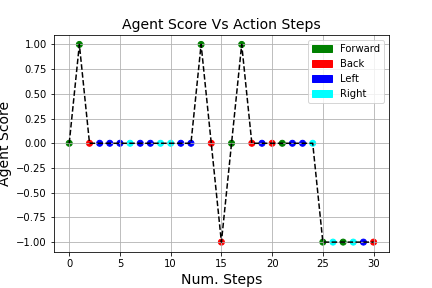 Agent Score Vs Action Steps
Agent Score
1.00
0.75
0.50
0.25
0.00
−0.25
−0.50
−0.75
−1.00
Forward
Back
Left
Right
0 5 10 15 20 25 30
Num. Steps